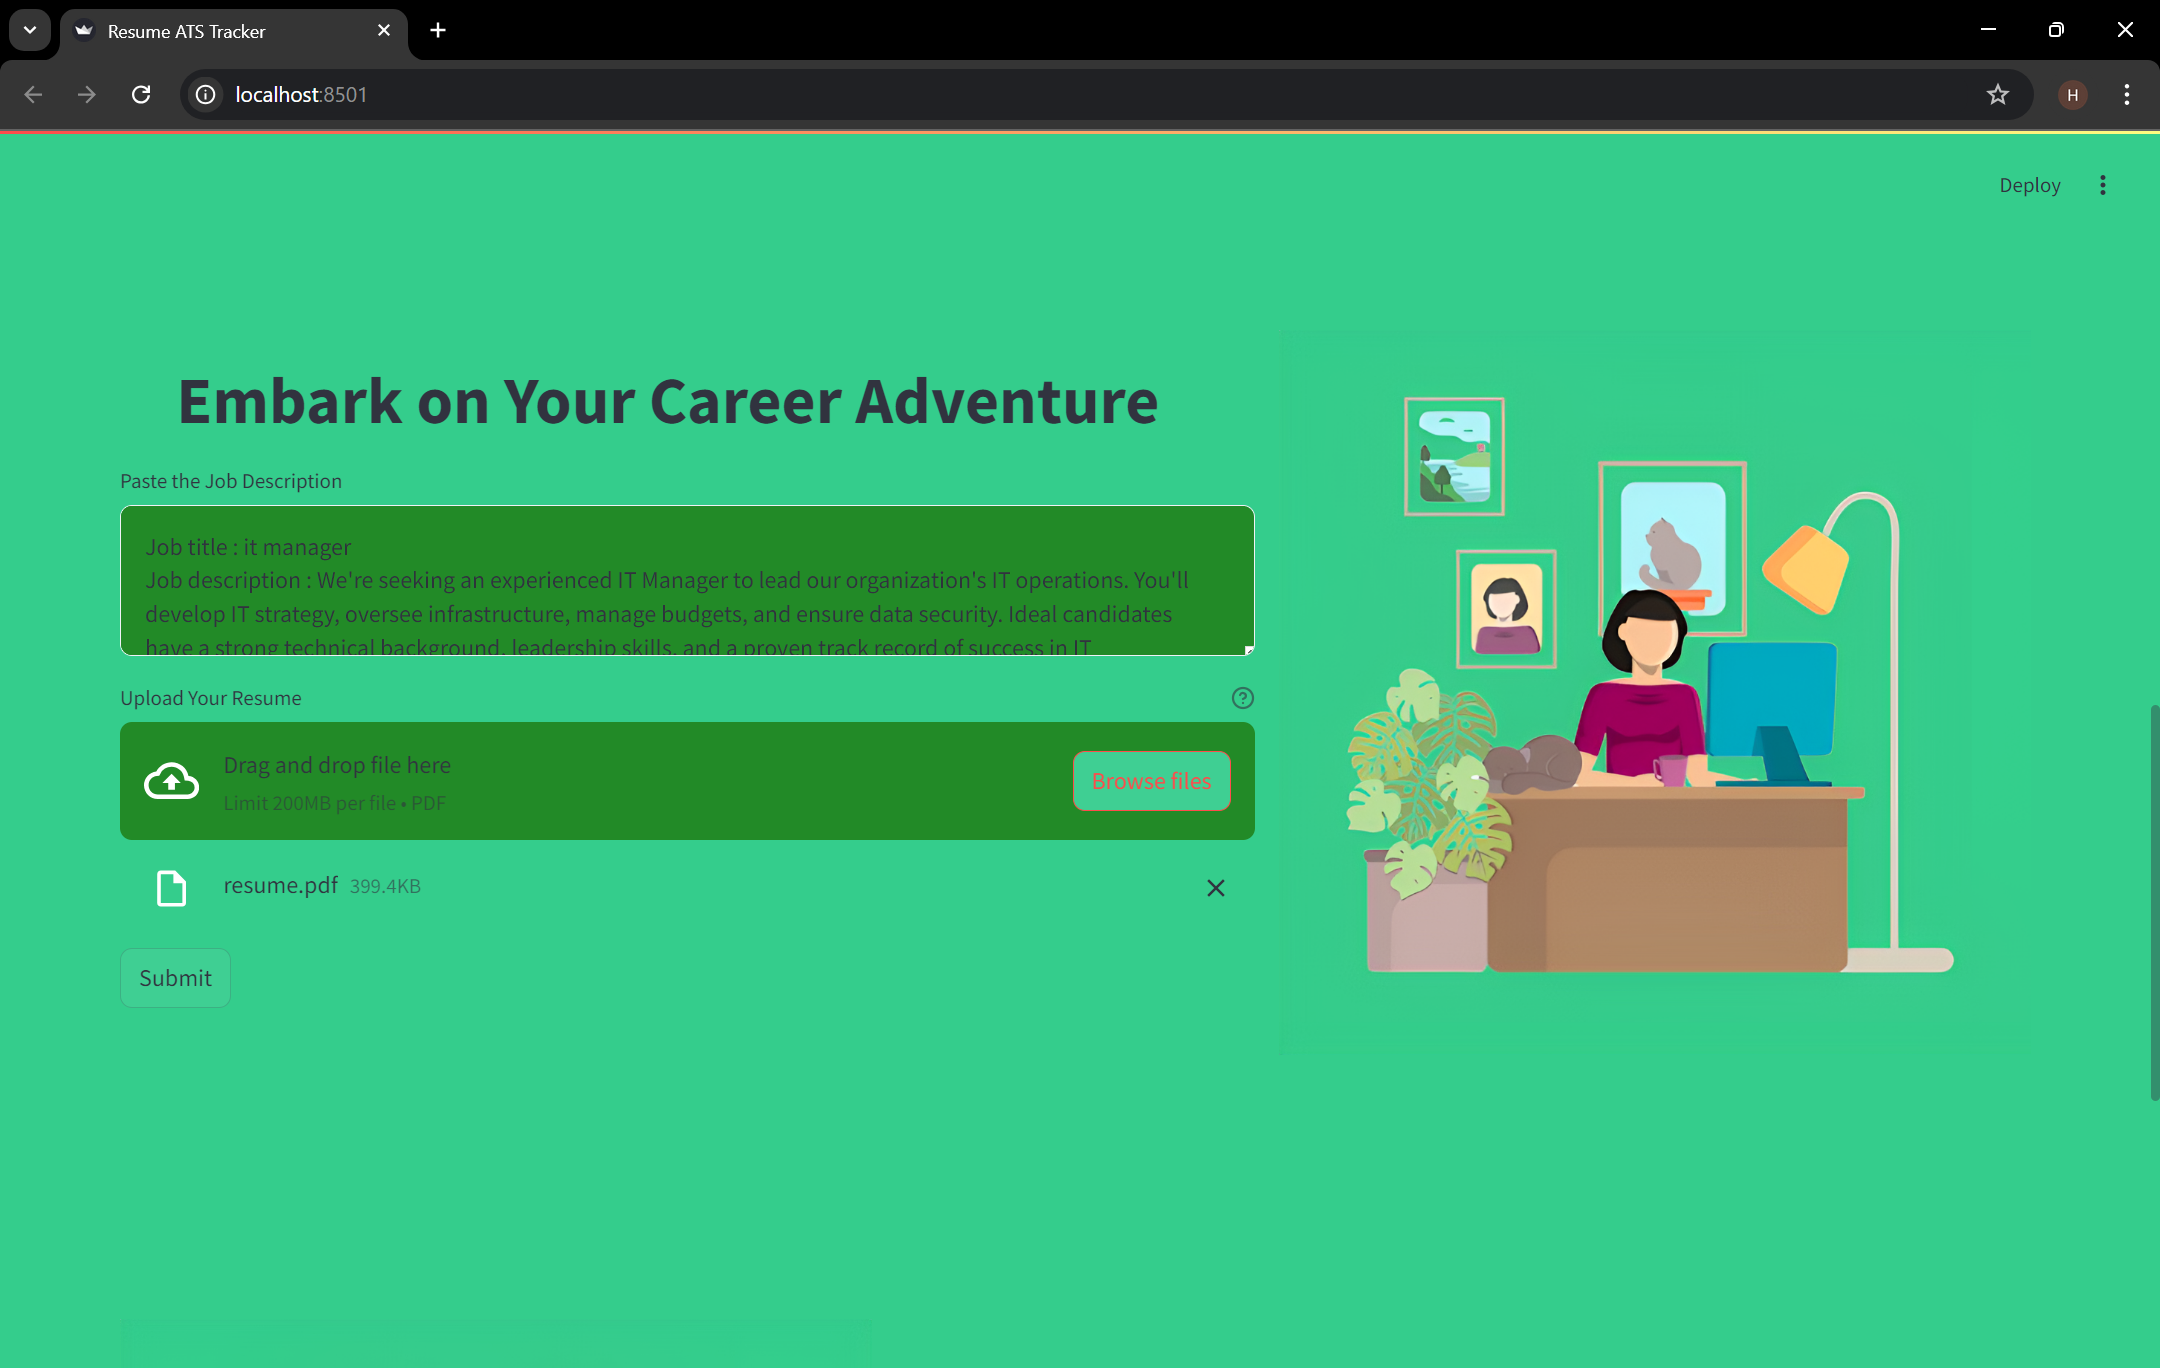 Resume ATS Tracker
localhost:8501
H
Deploy
Embark on Your Career Adventure
Paste the Job Description
Job title : it manager
Job description : We're seeking an experienced IT Manager to lead our organization's IT operations. You'll
develop IT strategy, oversee infrastructure, manage budgets, and ensure data security. Ideal candidates
have a strong technical background, leadership skills, and a proven track record of success in IT
Upload Your Resume
Drag and drop file here
Limit 200MB per file • PDF
Browse files
resume.pdf 399.4KB
Submit